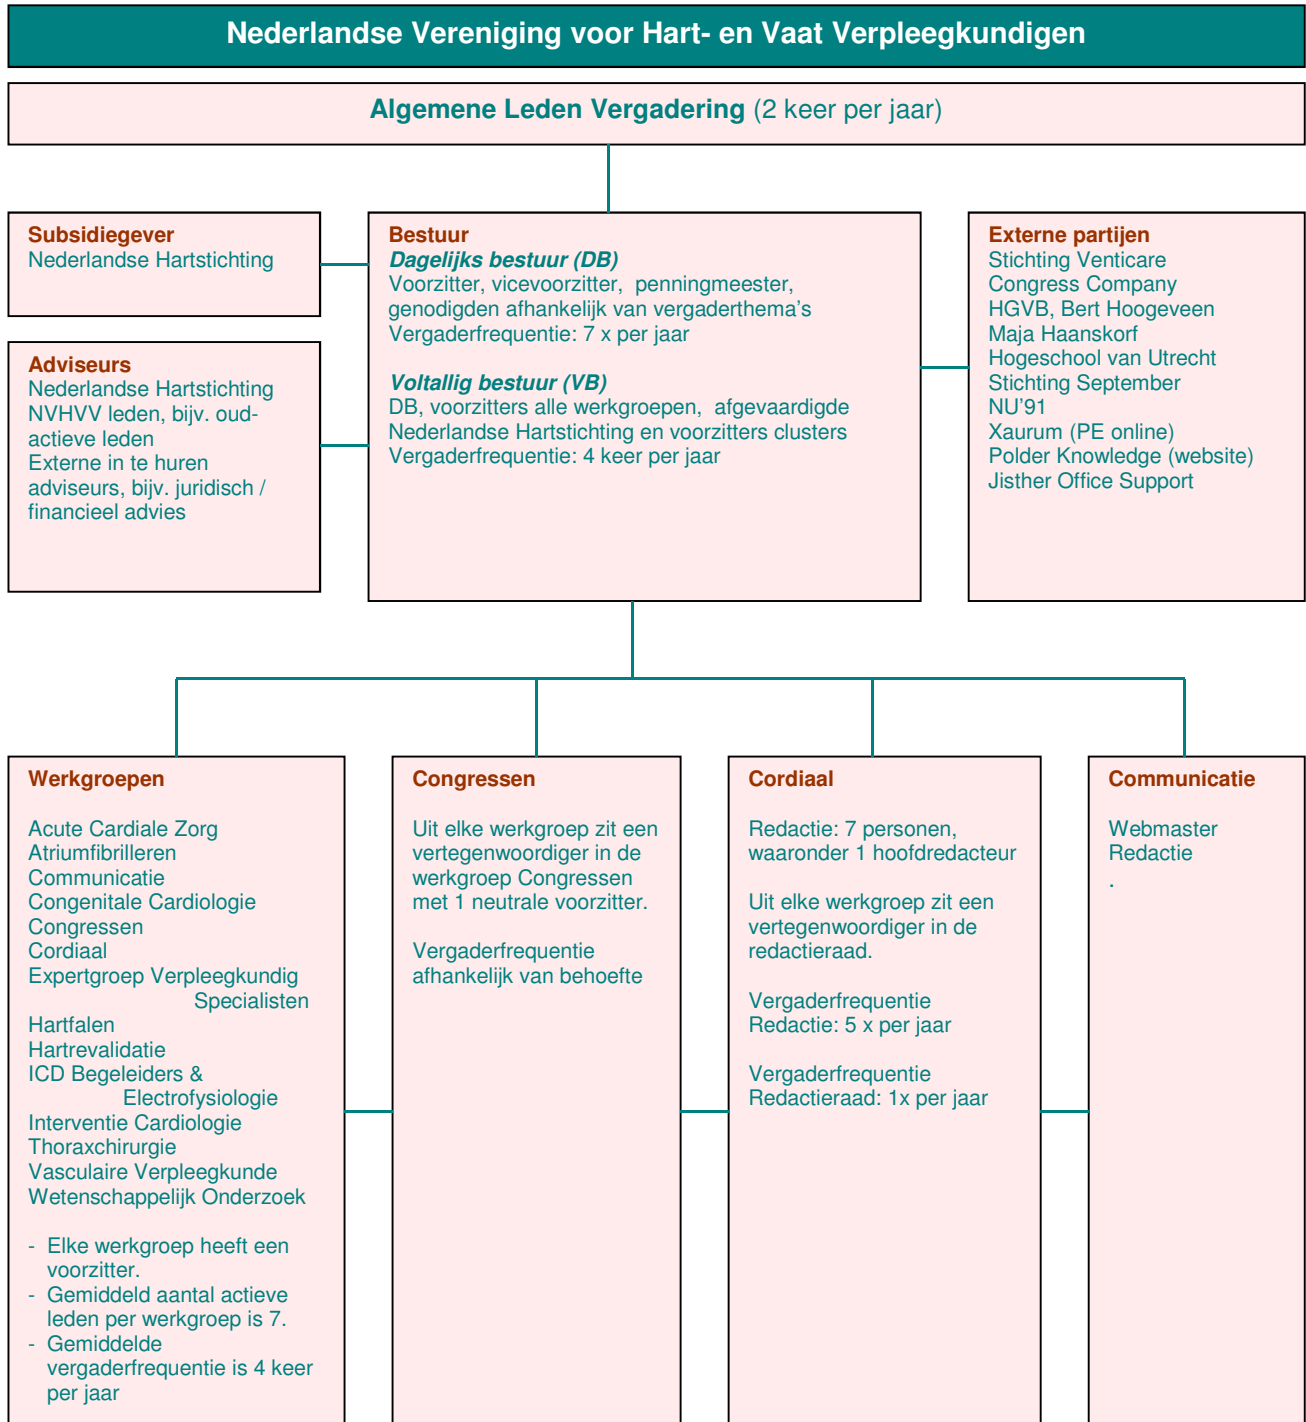 Nederlandse Vereniging voor Hart- en Vaat Verpleegkundigen
Algemene Leden Vergadering (2 keer per jaar)
Subsidiegever
Nederlandse Hartstichting
Adviseurs
Nederlandse Hartstichting
NVHVV leden, bijv. oud-
actieve leden
Externe in te huren
adviseurs, bijv. juridisch /
financieel advies
Bestuur
Dagelijks bestuur (DB)
Voorzitter, vicevoorzitter, penningmeester,
genodigden afhankelijk van vergaderthema's
Vergaderfrequentie: 7 x per jaar
Voltallig bestuur (VB)
DB, voorzitters alle werkgroepen, afgevaardigde
Nederlandse Hartstichting en voorzitters clusters
Vergaderfrequentie: 4 keer per jaar
Externe partijen
Stichting Venticare
Congress Company
HGVB, Bert Hoogeveen
Maja Haanskorf
Hogeschool van Utrecht
Stichting September
NU'91
Xaurum (PE online)
Polder Knowledge (website)
Jisther Office Support
Werkgroepen
Acute Cardiale Zorg
Atriumfibrilleren
Communicatie
Congenitale Cardiologie
Congressen
Cordiaal
Expertgroep Verpleegkundig
Specialisten
Hartfalen
Hartrevalidatie
ICD Begeleiders &
Electrofysiologie
Interventie Cardiologie
Thoraxchirurgie
Vasculaire Verpleegkunde
Wetenschappelijk Onderzoek
- Elke werkgroep heeft een
voorzitter.
- Gemiddeld aantal actieve
leden per werkgroep is 7.
- Gemiddelde
vergaderfrequentie is 4 keer
per jaar
Congressen
Uit elke werkgroep zit een
vertegenwoordiger in de
werkgroep Congressen
met 1 neutrale voorzitter.
Vergaderfrequentie
afhankelijk van behoefte
Cordiaal
Redactie: 7 personen,
waaronder 1 hoofdredacteur
Uit elke werkgroep zit een
vertegenwoordiger in de
redactieraad.
Vergaderfrequentie
Redactie: 5 x per jaar
Vergaderfrequentie
Redactieraad: 1x per jaar
Communicatie
Webmaster
Redactie
.